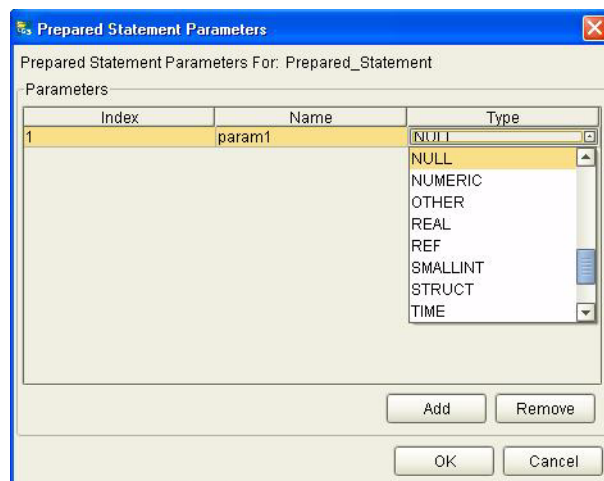 Prepared Statement Parameters
Prepared Statement Parameters For: Prepared_Statement
Parameters
Index Name Type
1 param1 NULL
NULL
NUMERIC
OTHER
REAL
REF
SMALLINT
STRUCT
TIME
Add Remove
OK Cancel